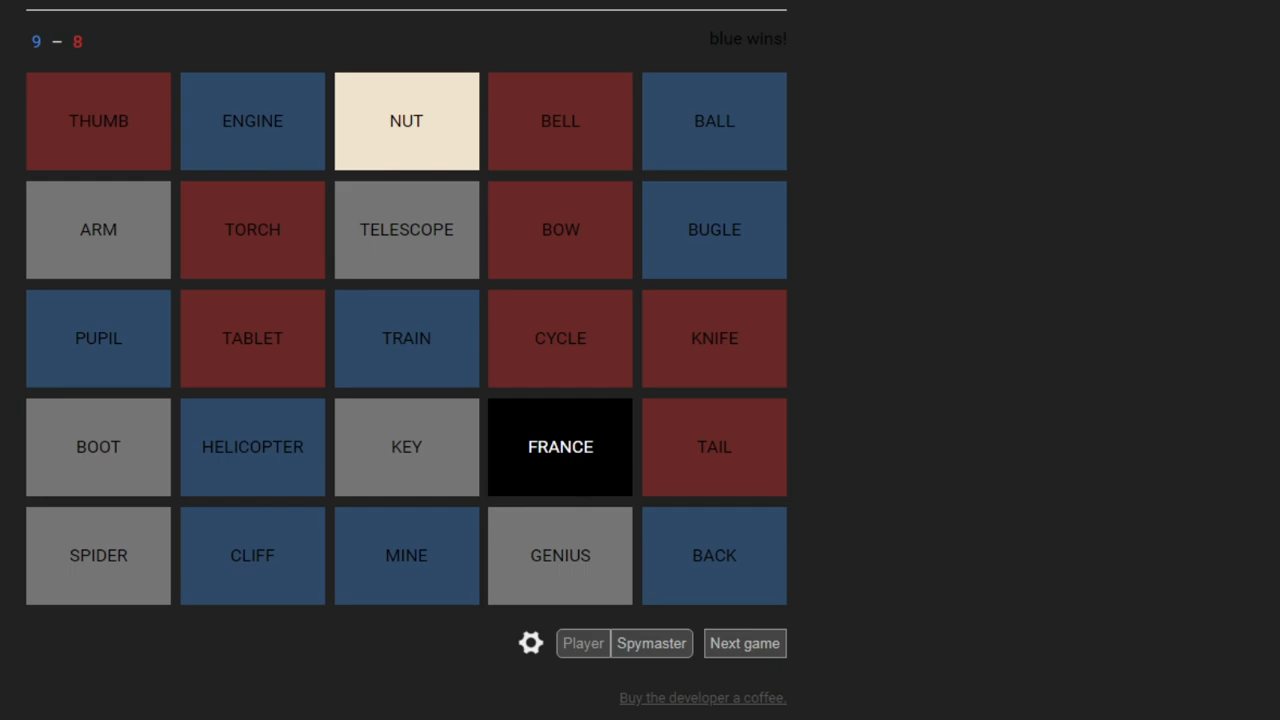 9 – 8 blue wins!
THUMB ENGINE NUT BELL BALL
ARM TORCH TELESCOPE BOW BUGLE
PUPIL TABLET TRAIN CYCLE KNIFE
BOOT HELICOPTER KEY FRANCE TAIL
SPIDER CLIFF MINE GENIUS BACK
Player Spymaster Next game
Buy the developer a coffee.